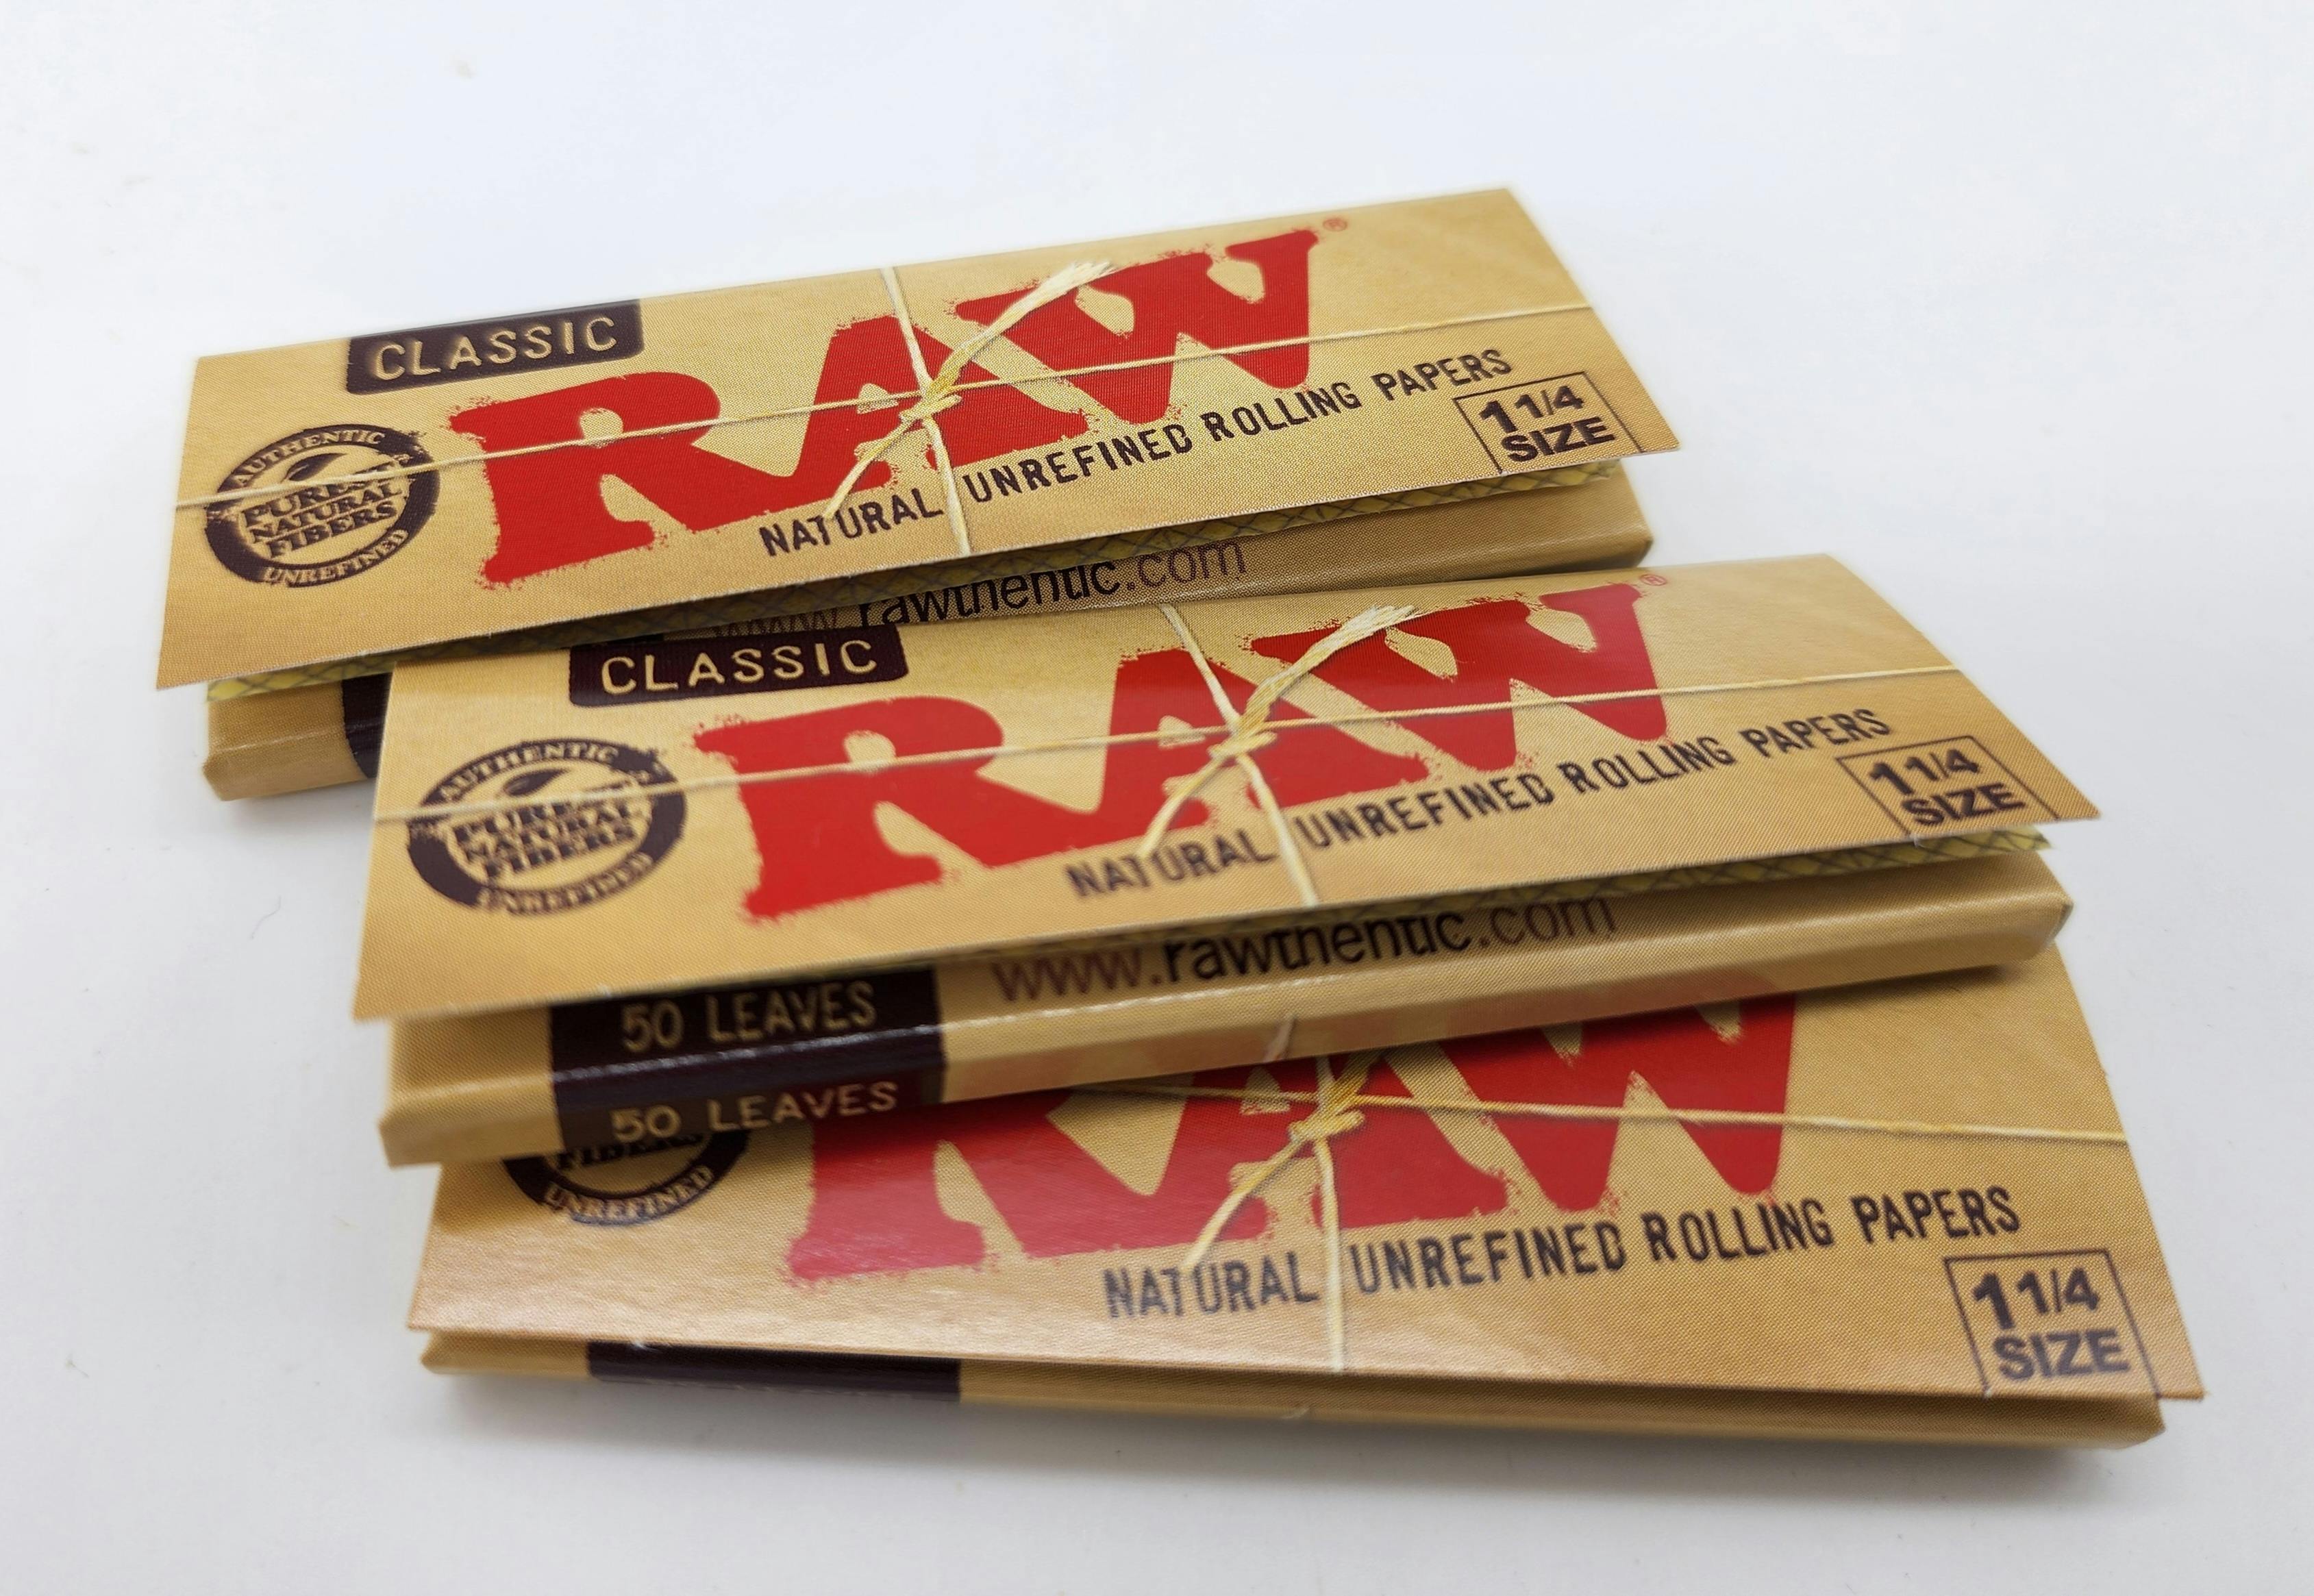 CLASSIC
RAW®
AUTHENTIC
PUREST
NATURAL
FIBERS
UNREFINED
NATURAL UNREFINED ROLLING PAPERS
1 1/4
SIZE
www.rawthentic.com
CLASSIC
RAW®
AUTHENTIC
PUREST
NATURAL
FIBERS
UNREFINED
NATURAL UNREFINED ROLLING PAPERS
1 1/4
SIZE
www.rawthentic.com
50 LEAVES
50 LEAVES
RAW
FIBERS
UNREFINED
NATURAL UNREFINED ROLLING PAPERS
1 1/4
SIZE